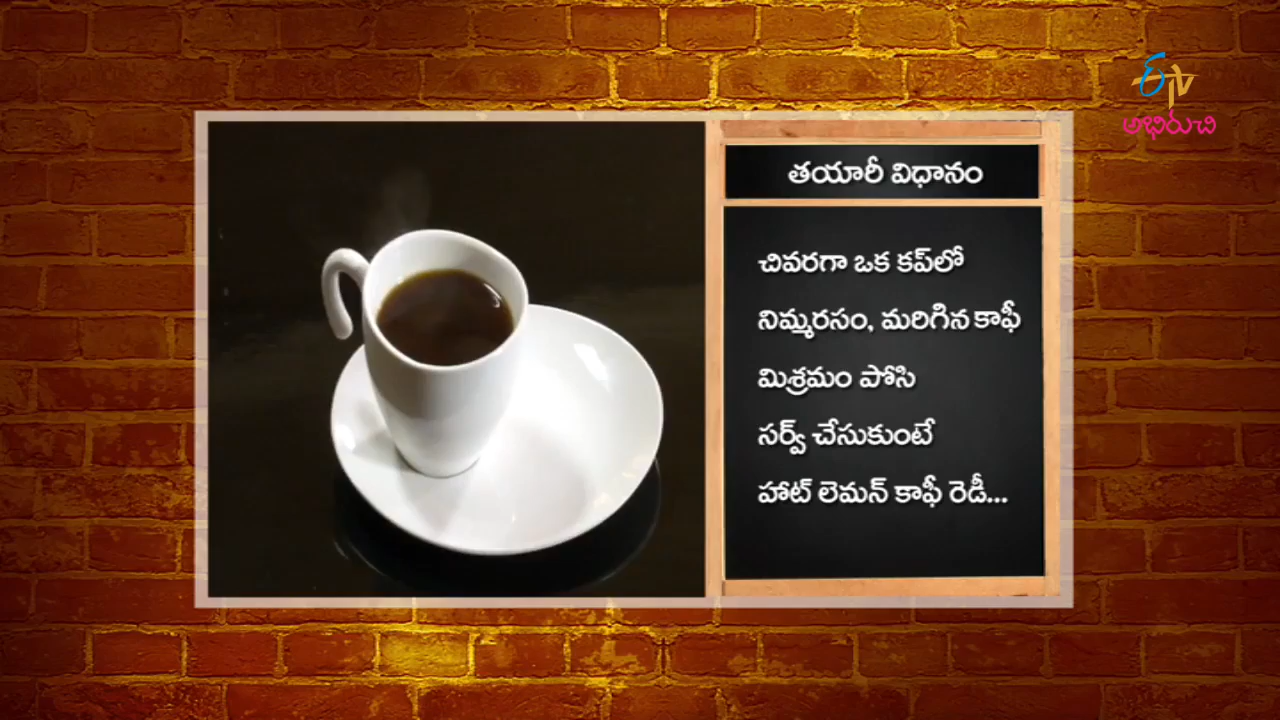 ETV
అభిరుచి
తయారీ విధానం
చివరగా ఒక కప్‌లో
నిమ్మరసం, మరిగిన కాఫీ
మిశ్రమం పోసి
సర్వ్ చేసుకుంటే
హాట్ లెమన్ కాఫీ రెడీ...